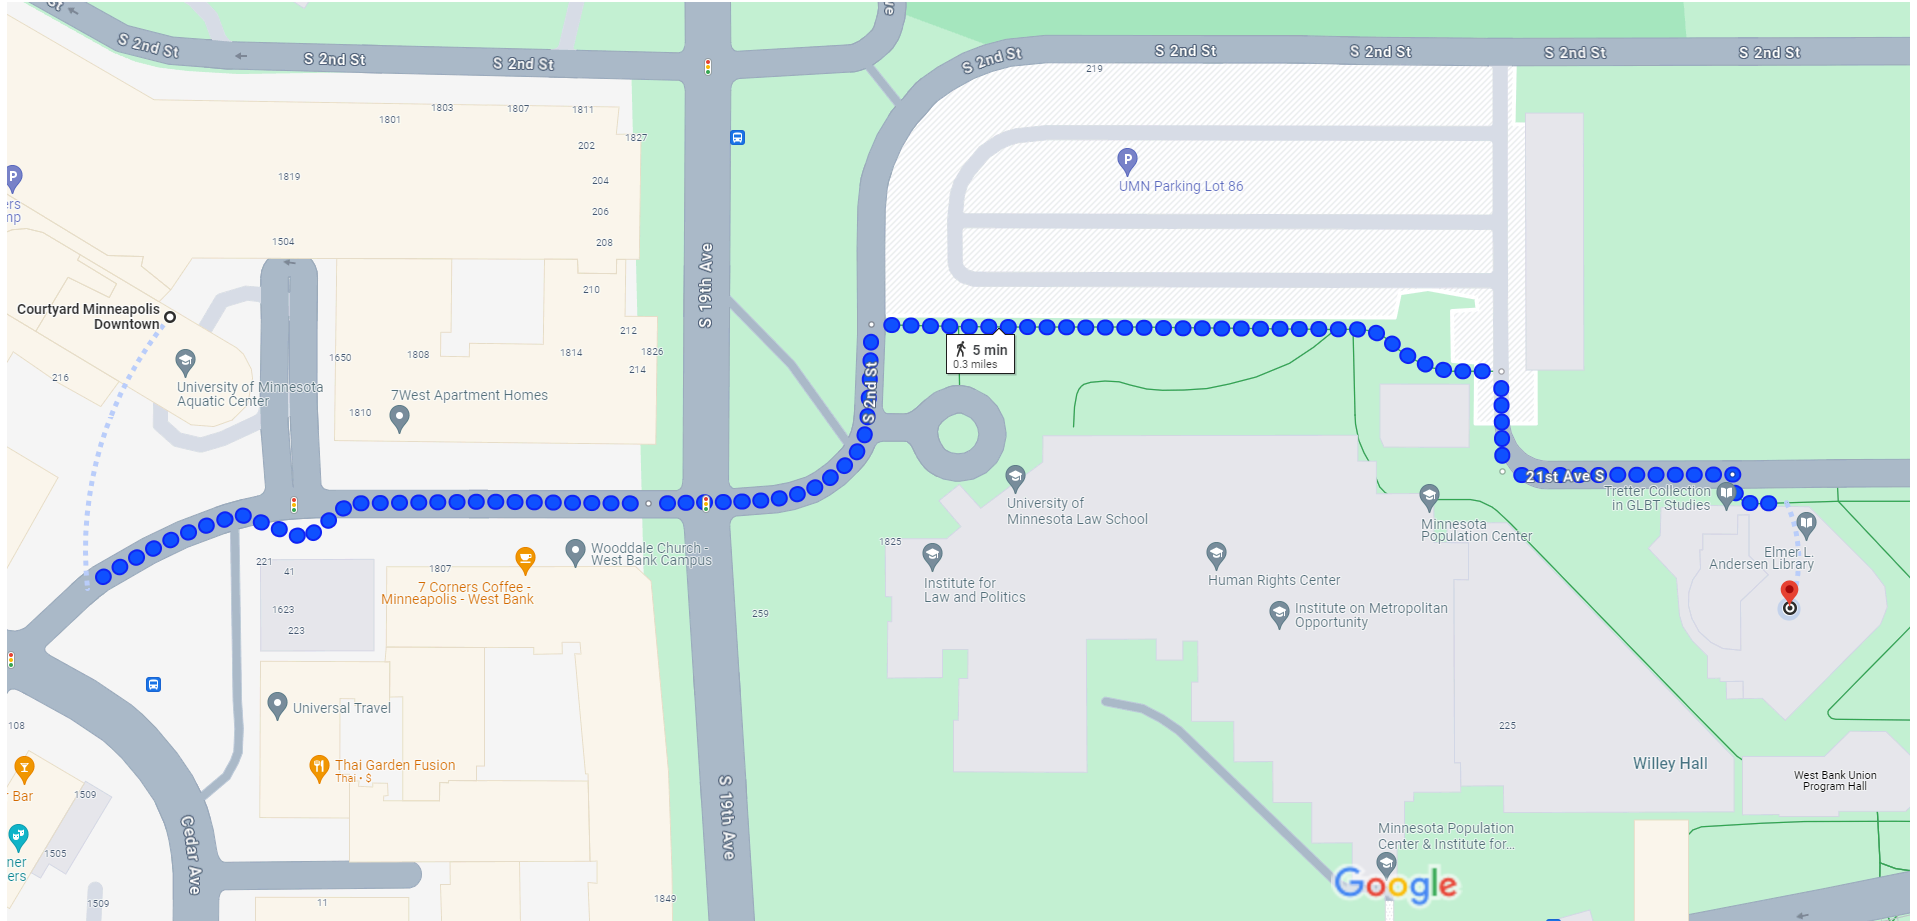 St
S 2nd St
S 2nd St
S 2nd St
S 2nd St
S 2nd St
S 2nd St
S 2nd St
S 2nd St
219
1801
1803
1807
1811
1827
202
204
206
208
1819
1504
210
212
1826
214
1814
1808
1650
1810
216
UMN Parking Lot 86
S 19th Ave
Courtyard Minneapolis
Downtown
University of Minnesota
Aquatic Center
7West Apartment Homes
5 min
0.3 miles
S 2nd St
21st Ave S
Tretter Collection
in GLBT Studies
University of
Minnesota Law School
Minnesota
Population Center
Elmer L.
Andersen Library
Wooddale Church -
West Bank Campus
7 Corners Coffee -
Minneapolis - West Bank
221
41
1623
223
1807
1825
259
Institute for
Law and Politics
Human Rights Center
Institute on Metropolitan
Opportunity
Universal Travel
Thai Garden Fusion
Thai • $
225
Willey Hall
West Bank Union
Program Hall
108
Bar
1509
1505
1509
ner
ers
Cedar Ave
S 19th Ave
11
1849
Minnesota Population
Center & Institute for...
Google